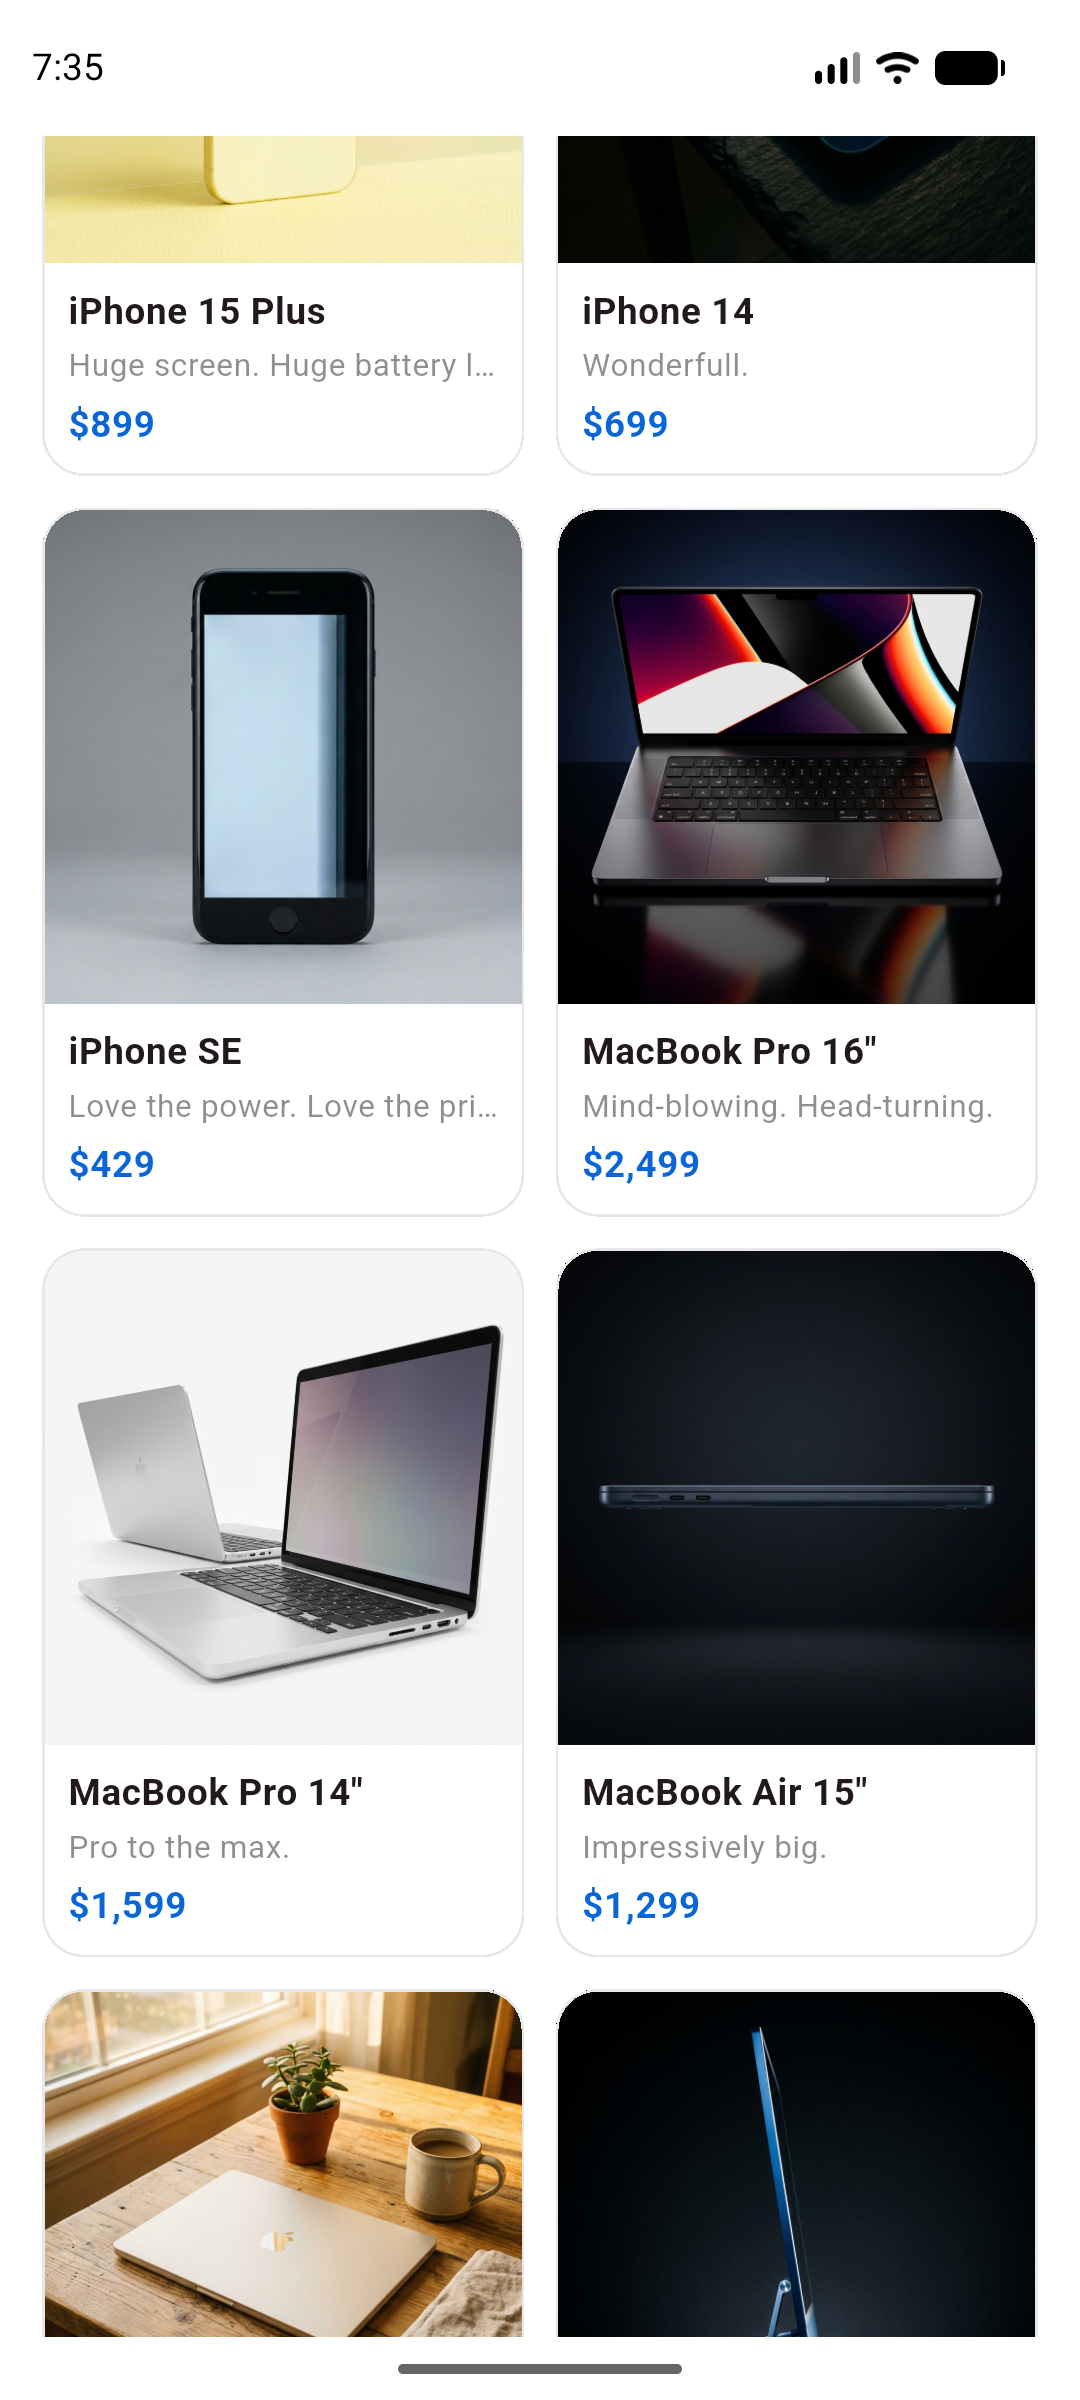 7:35
iPhone 15 Plus
Huge screen. Huge battery l...
$899
iPhone 14
Wonderfull.
$699
iPhone SE
Love the power. Love the pri...
$429
MacBook Pro 16"
Mind-blowing. Head-turning.
$2,499
MacBook Pro 14"
Pro to the max.
$1,599
MacBook Air 15"
Impressively big.
$1,299